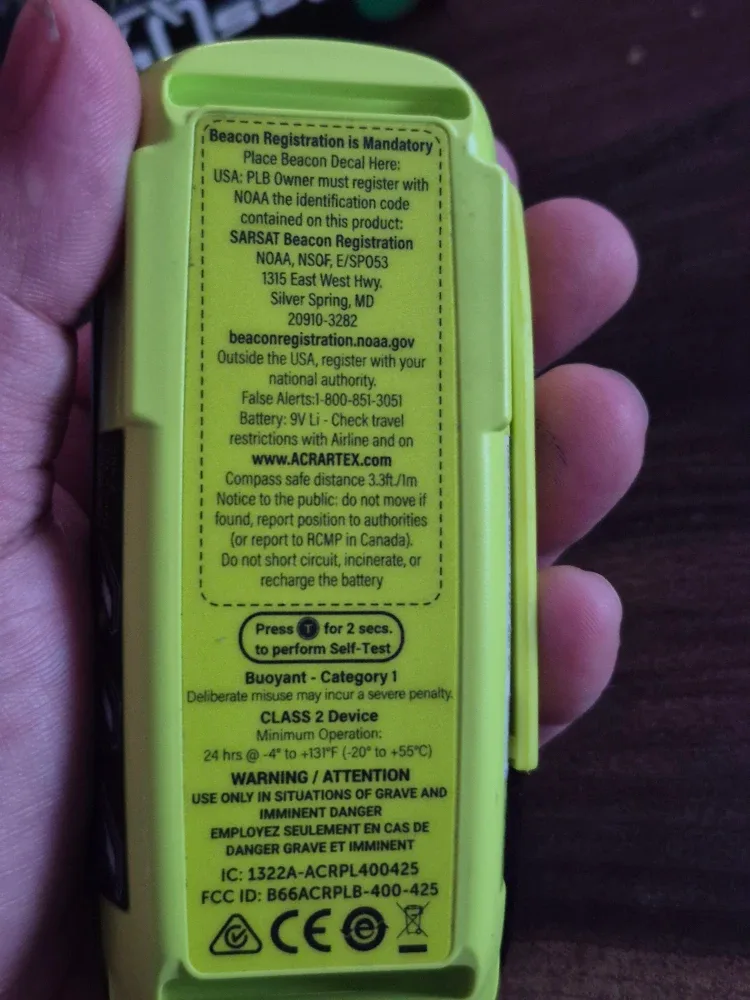 Beacon Registration is Mandatory
Place Beacon Decal Here:
USA: PLB Owner must register with
NOAA the identification code
contained on this product:
SARSAT Beacon Registration
NOAA, NSOF, E/SPO53
1315 East West Hwy.
Silver Spring, MD
20910-3282
beaconregistration.noaa.gov
Outside the USA, register with your
national authority.
False Alerts:1-800-851-3051
Battery: 9V Li - Check travel
restrictions with Airline and on
www.ACRARTEX.com
Compass safe distance 3.3ft./1m
Notice to the public: do not move if
found, report position to authorities
(or report to RCMP in Canada).
Do not short circuit, incinerate, or
recharge the battery
Press T for 2 secs.
to perform Self-Test
Buoyant - Category 1
Deliberate misuse may incur a severe penalty.
CLASS 2 Device
Minimum Operation:
24 hrs @ -4° to +131°F (-20° to +55°C)
WARNING / ATTENTION
USE ONLY IN SITUATIONS OF GRAVE AND
IMMINENT DANGER
EMPLOYEZ SEULEMENT EN CAS DE
DANGER GRAVE ET IMMINENT
IC: 1322A-ACRPL400425
FCC ID: B66ACRPLB-400-425
CE